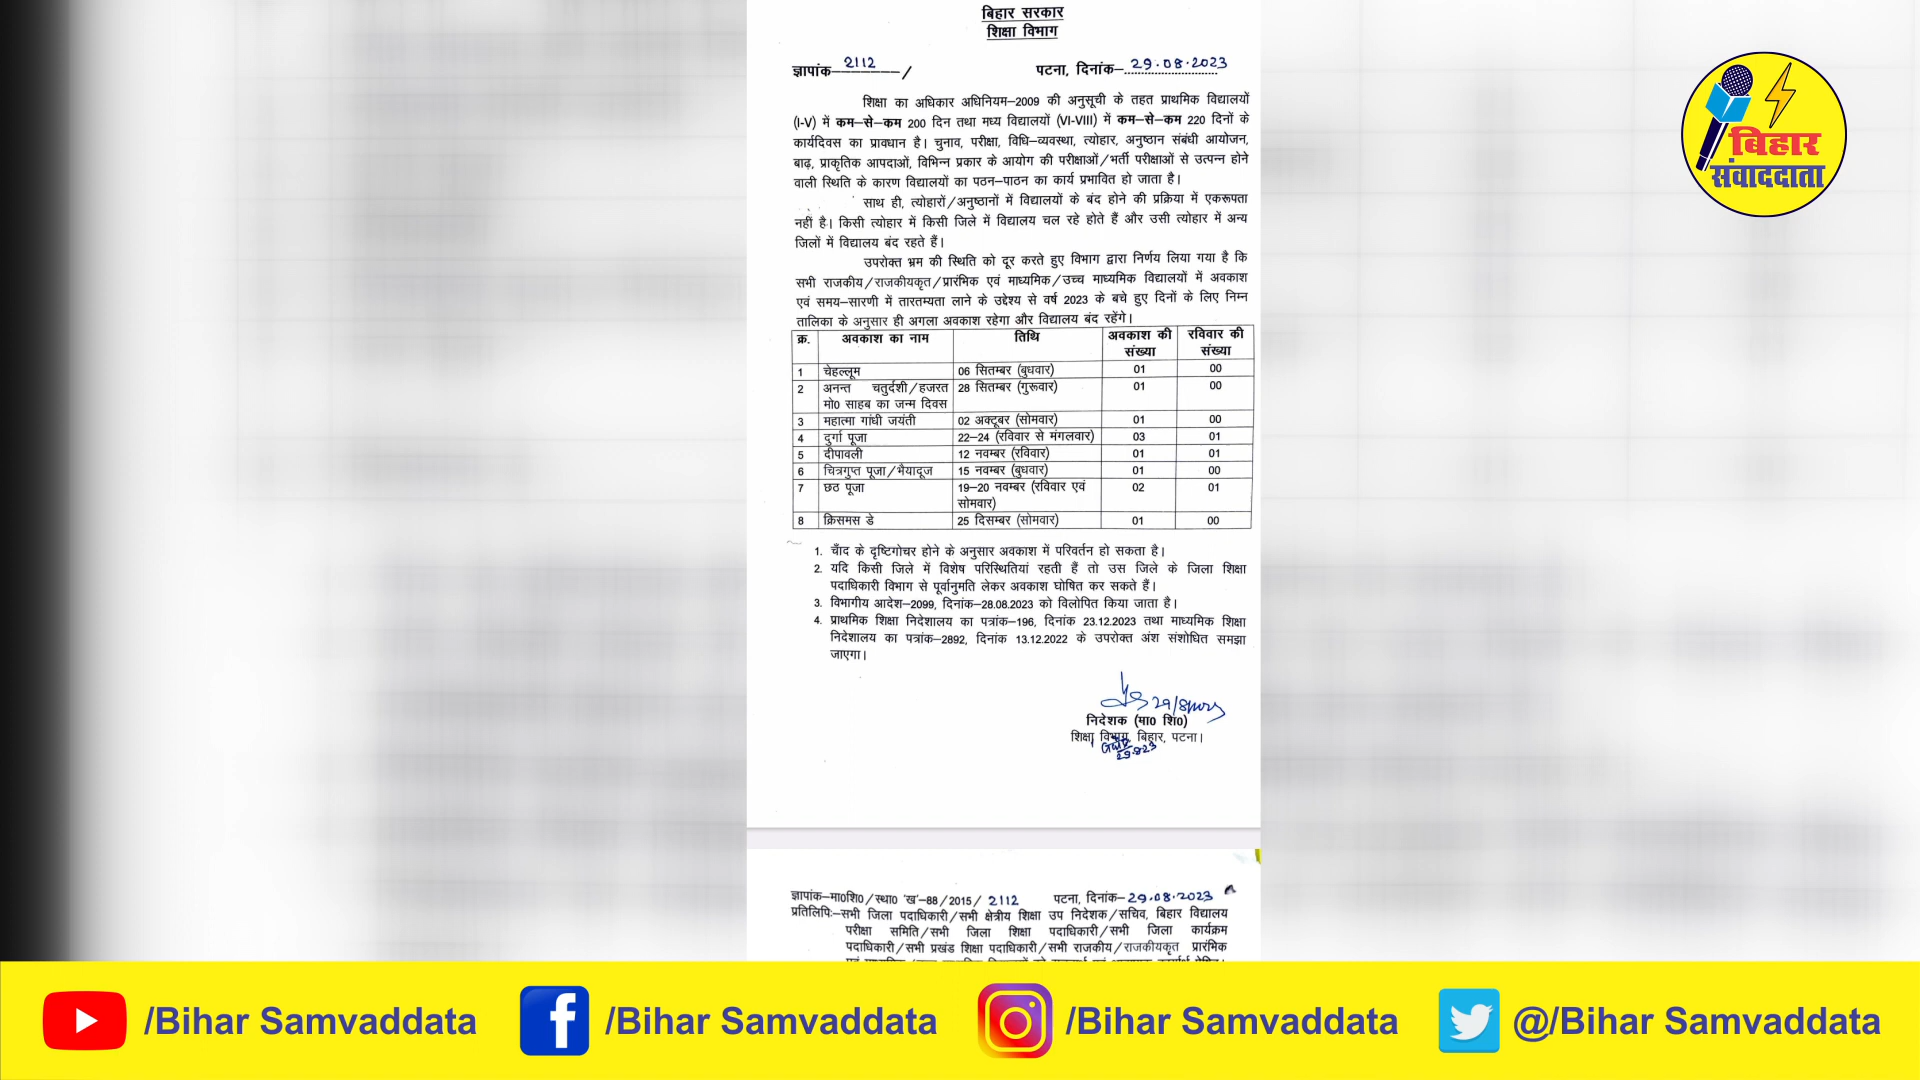 बिहार सरकार
शिक्षा विभाग
ज्ञापांक– 2112 /
पटना, दिनांक– 29.08.2023
शिक्षा का अधिकार अधिनियम–2009 की अनुसूची के तहत प्राथमिक विद्यालयों
(I-V) में कम–से–कम 200 दिन तथा मध्य विद्यालयों (VI-VIII) में कम–से–कम 220 दिनों के
कार्यदिवस का प्रावधान है। चुनाव, परीक्षा, विधि–व्यवस्था, त्योहार, अनुष्ठान संबंधी आयोजन,
बाढ़, प्राकृतिक आपदाओं, विभिन्न प्रकार के आयोग की परीक्षाओं/भर्ती परीक्षाओं से उत्पन्न होने
वाली स्थिति के कारण विद्यालयों का पठन–पाठन का कार्य प्रभावित हो जाता है।
साथ ही, त्योहारों/अनुष्ठानों में विद्यालयों के बंद होने की प्रक्रिया में एकरूपता
नहीं है। किसी त्योहार में किसी जिले में विद्यालय चल रहे होते हैं और उसी त्योहार में अन्य
जिलों में विद्यालय बंद रहते हैं।
उपरोक्त भ्रम की स्थिति को दूर करते हुए विभाग द्वारा निर्णय लिया गया है कि
सभी राजकीय/राजकीयकृत/प्रारंभिक एवं माध्यमिक/उच्च माध्यमिक विद्यालयों में अवकाश
एवं समय–सारणी में तारतम्यता लाने के उद्देश्य से वर्ष 2023 के बचे हुए दिनों के लिए निम्न
तालिका के अनुसार ही अगला अवकाश रहेगा और विद्यालय बंद रहेंगे।
क्र. अवकाश का नाम तिथि अवकाश की संख्या रविवार की संख्या
1 चेहल्लूम 06 सितम्बर (बुधवार) 01 00
2 अनन्त चतुर्दशी/हजरत मो0 साहब का जन्म दिवस 28 सितम्बर (गुरूवार) 01 00
3 महात्मा गांधी जयंती 02 अक्टूबर (सोमवार) 01 00
4 दुर्गा पूजा 22–24 (रविवार से मंगलवार) 03 01
5 दीपावली 12 नवम्बर (रविवार) 01 01
6 चित्रगुप्त पूजा/भैयादूज 15 नवम्बर (बुधवार) 01 00
7 छठ पूजा 19–20 नवम्बर (रविवार एवं सोमवार) 02 01
8 क्रिसमस डे 25 दिसम्बर (सोमवार) 01 00
1. चाँद के दृष्टिगोचर होने के अनुसार अवकाश में परिवर्तन हो सकता है।
2. यदि किसी जिले में विशेष परिस्थितियां रहती हैं तो उस जिले के जिला शिक्षा
पदाधिकारी विभाग से पूर्वानुमति लेकर अवकाश घोषित कर सकते हैं।
3. विभागीय आदेश–2099, दिनांक–28.08.2023 को विलोपित किया जाता है।
4. प्राथमिक शिक्षा निदेशालय का पत्रांक–196, दिनांक 23.12.2023 तथा माध्यमिक शिक्षा
निदेशालय का पत्रांक–2892, दिनांक 13.12.2022 के उपरोक्त अंश संशोधित समझा
जाएगा।
निदेशक (मा0 शि0)
शिक्षा विभाग, बिहार, पटना।
29.8.23
ज्ञापांक–मा0शि0/स्था0 'ख'–88/2015/ 2112 पटना, दिनांक– 29.08.2023
प्रतिलिपिः–सभी जिला पदाधिकारी/सभी क्षेत्रीय शिक्षा उप निदेशक/सचिव, बिहार विद्यालय
परीक्षा समिति/सभी जिला शिक्षा पदाधिकारी/सभी जिला कार्यक्रम
पदाधिकारी/सभी प्रखंड शिक्षा पदाधिकारी/सभी राजकीय/राजकीयकृत प्रारंभिक
बिहार
संवाददाता
/Bihar Samvaddata
/Bihar Samvaddata
/Bihar Samvaddata
@/Bihar Samvaddata